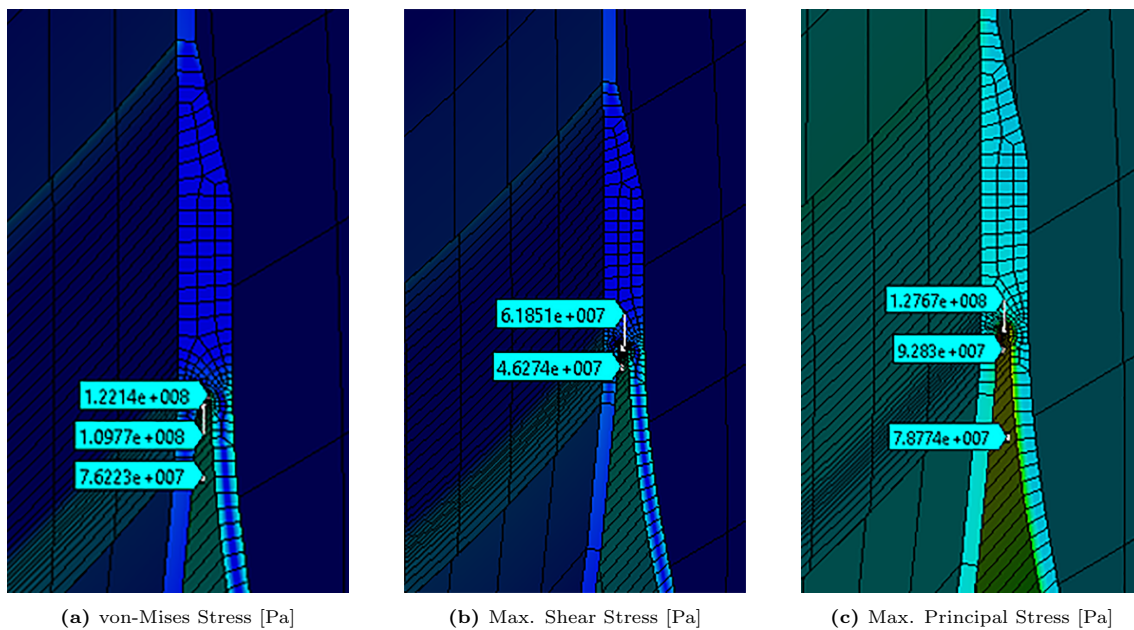 1.2214e+008
1.0977e+008
7.6223e+007
(a) von-Mises Stress [Pa]
6.1851e+007
4.6274e+007
(b) Max. Shear Stress [Pa]
1.2767e+008
9.283e+007
7.8774e+007
(c) Max. Principal Stress [Pa]